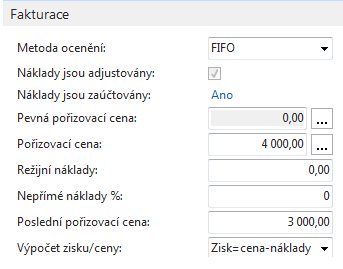 Fakturace
Metoda ocenění: FIFO
Náklady jsou adjustovány:
Náklady jsou zaúčtovány: Ano
Pevná pořizovací cena: 0,00 ...
Pořizovací cena: 4 000,00 ...
Režijní náklady: 0,00
Nepřímé náklady %: 0
Poslední pořizovací cena: 3 000,00
Výpočet zisku/ceny: Zisk=cena-náklady